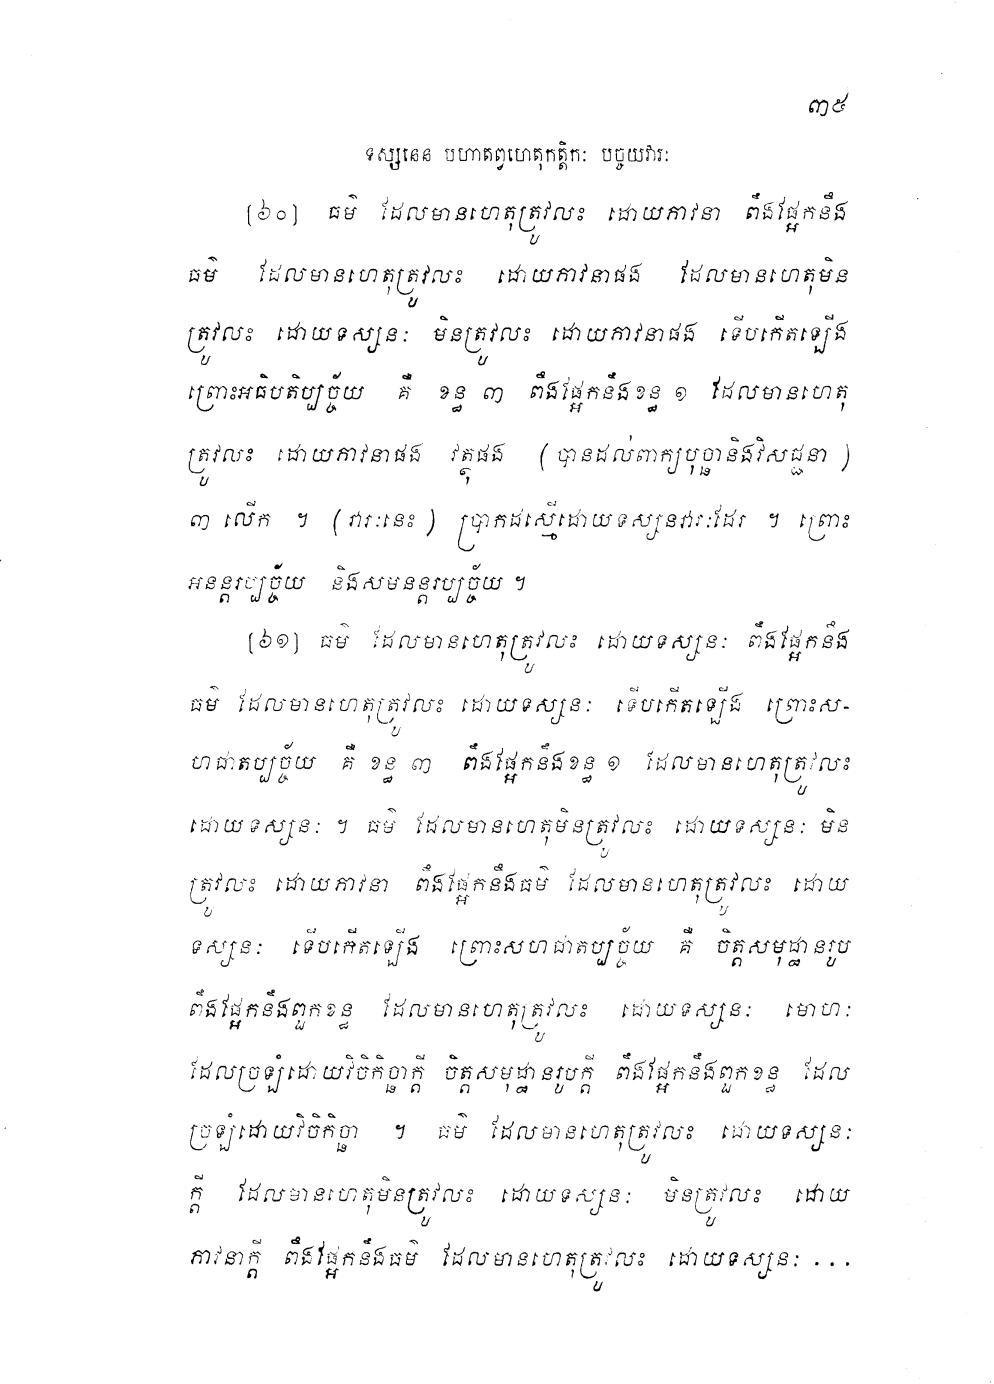 ៣៥
ទស្សនេន បហាតព្វហេតុកត្តិកៈ បច្ចយវារៈ
[៦០] ធម៌ ដែលមានហេតុត្រូវលះ ដោយភាវនា ពឹងផ្អែកនឹង
ធម៌ ដែលមានហេតុត្រូវលះ ដោយភាវនាផង ដែលមានហេតុមិន
ត្រូវលះ ដោយទស្សនៈ មិនត្រូវលះ ដោយភាវនាផង ទើបកើតឡើង
ព្រោះអធិបតិប្បច្ច័យ គឺ ខន្ធ ៣ ពឹងផ្អែកនឹងខន្ធ ១ ដែលមានហេតុ
ត្រូវលះ ដោយភាវនាផង វត្ថុផង (បានដល់ពាក្យបុច្ឆានិងវិសជ្ជនា)
៣ លើក ។ (វារៈនេះ) ប្រាកដស្មើដោយទស្សនវារៈដែរ ។ ព្រោះ
អនន្តរប្បច្ច័យ និងសមនន្តរប្បច្ច័យ ។
[៦១] ធម៌ ដែលមានហេតុត្រូវលះ ដោយទស្សនៈ ពឹងផ្អែកនឹង
ធម៌ ដែលមានហេតុត្រូវលះ ដោយទស្សនៈ ទើបកើតឡើង ព្រោះស-
ហជាតប្បច្ច័យ គឺ ខន្ធ ៣ ពឹងផ្អែកនឹងខន្ធ ១ ដែលមានហេតុត្រូវលះ
ដោយទស្សនៈ ។ ធម៌ ដែលមានហេតុមិនត្រូវលះ ដោយទស្សនៈ មិន
ត្រូវលះ ដោយភាវនា ពឹងផ្អែកនឹងធម៌ ដែលមានហេតុត្រូវលះ ដោយ
ទស្សនៈ ទើបកើតឡើង ព្រោះសហជាតប្បច្ច័យ គឺ ចិត្តសមុដ្ឋានរូប
ពឹងផ្អែកនឹងពួកខន្ធ ដែលមានហេតុត្រូវលះ ដោយទស្សនៈ មោហៈ
ដែលច្រឡំដោយវិចិកិច្ឆាក្តី ចិត្តសមុដ្ឋានរូបក្តី ពឹងផ្អែកនឹងពួកខន្ធ ដែល
ច្រឡំដោយវិចិកិច្ឆា ។ ធម៌ ដែលមានហេតុត្រូវលះ ដោយទស្សនៈ
ក្តី ដែលមានហេតុមិនត្រូវលះ ដោយទស្សនៈ មិនត្រូវលះ ដោយ
ភាវនាក្តី ពឹងផ្អែកនឹងធម៌ ដែលមានហេតុត្រូវលះ ដោយទស្សនៈ ...